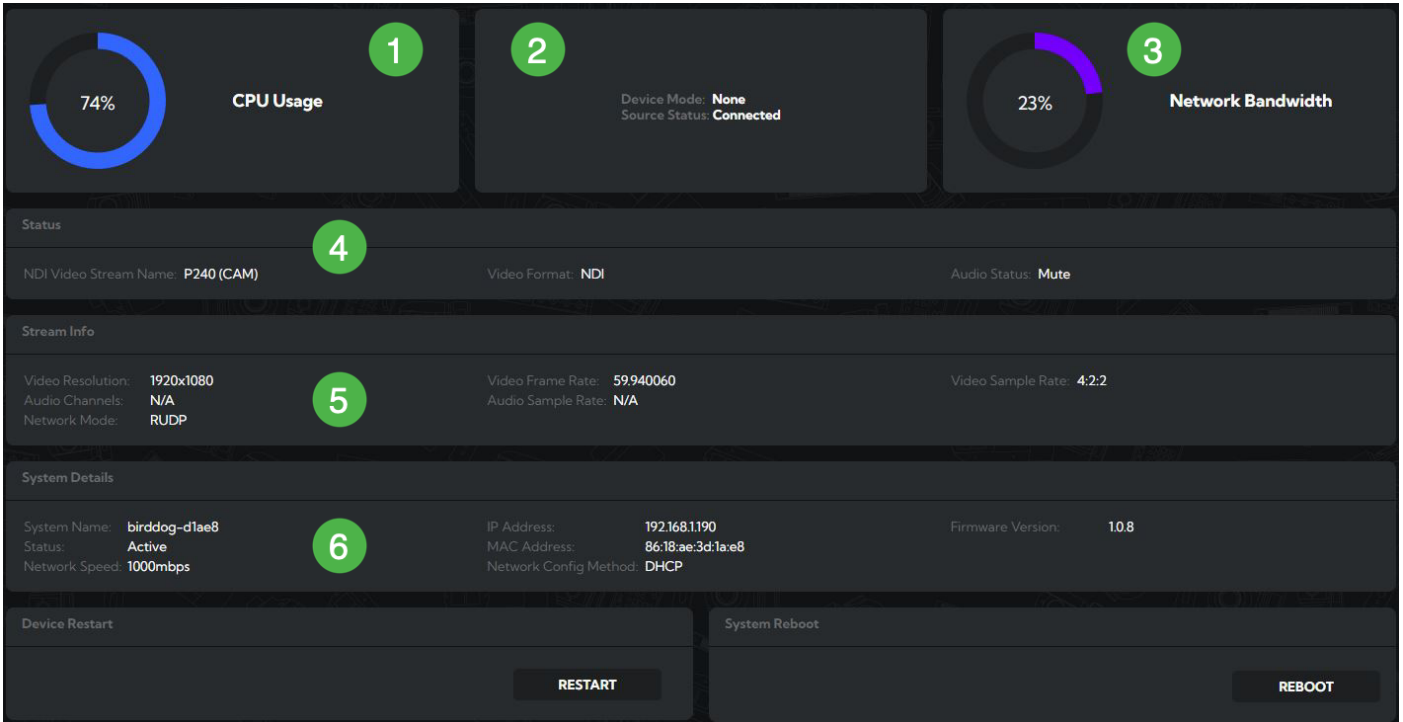 74%
CPU Usage
1
2
Device Mode: None
Source Status: Connected
23%
3
Network Bandwidth
Status
4
NDI Video Stream Name: P240 (CAM)
Video Format: NDI
Audio Status: Mute
Stream Info
5
Video Resolution: 1920x1080
Audio Channels: N/A
Network Mode: RUDP
Video Frame Rate: 59.940060
Audio Sample Rate: N/A
Video Sample Rate: 4:2:2
System Details
6
System Name: birddog-d1ae8
Status: Active
Network Speed: 1000mbps
IP Address: 192.168.1.190
MAC Address: 86:18:ae:3d:1a:e8
Network Config Method: DHCP
Firmware Version: 1.0.8
Device Restart
RESTART
System Reboot
REBOOT